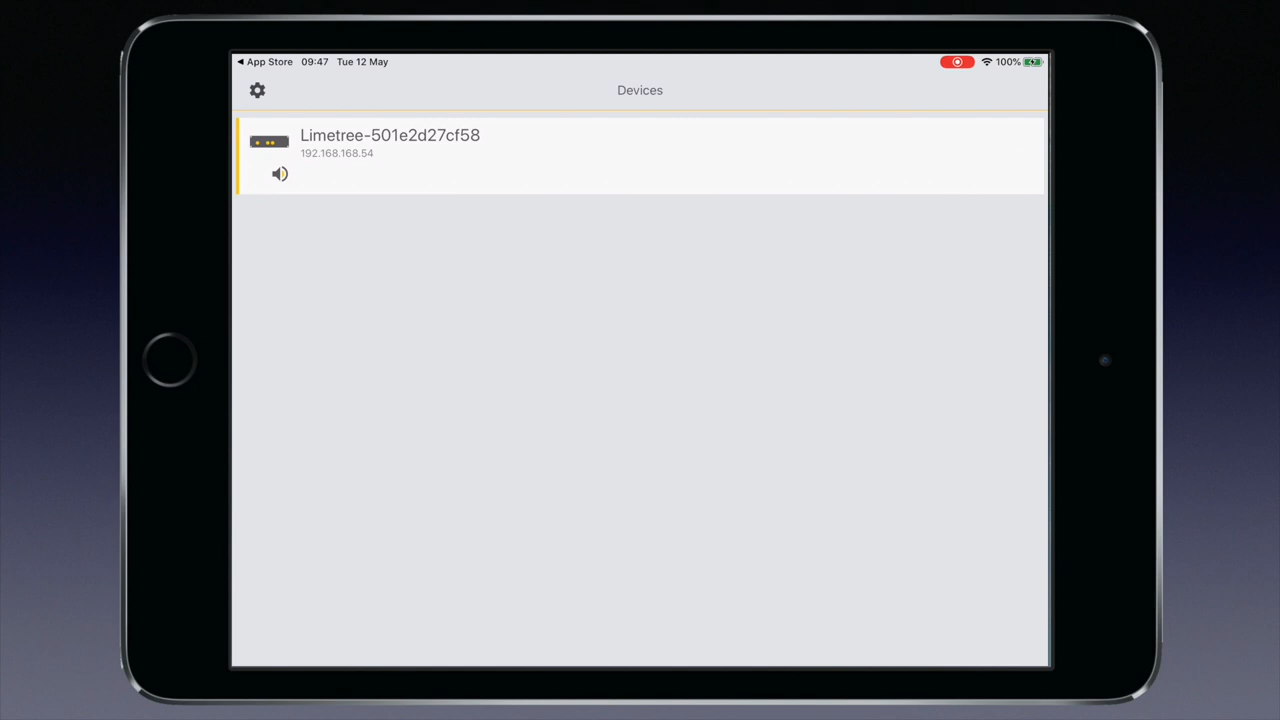 ◀ App Store 09:47 Tue 12 May 100%
Devices
Limetree-501e2d27cf58
192.168.168.54